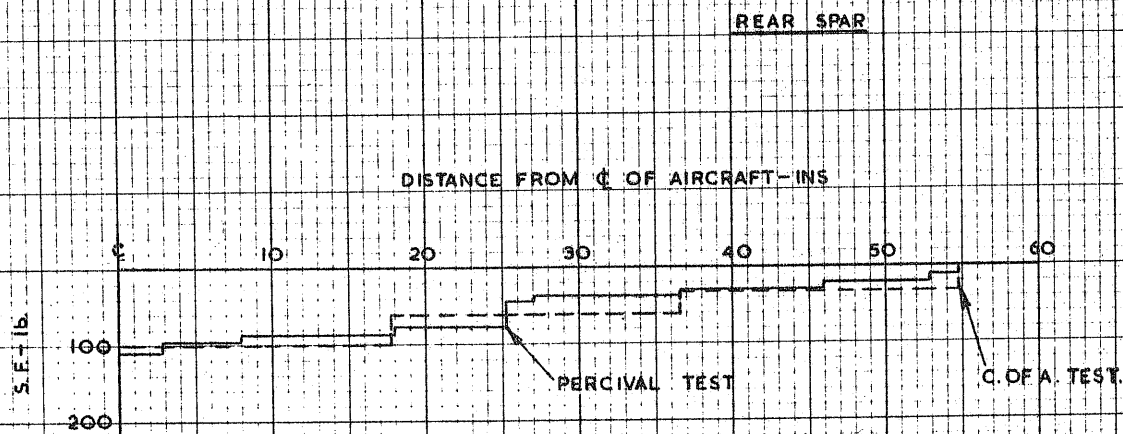 REAR SPAR
DISTANCE FROM ℄ OF AIRCRAFT-INS
℄ 10 20 30 40 50 60
S.F.-lb.
100
PERCIVAL TEST
C. OF A. TEST.
200